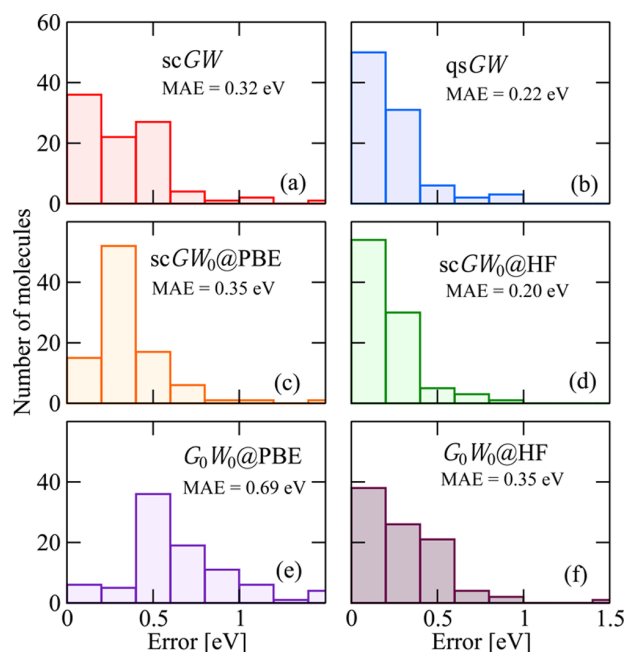 60
40
20
0
scGW
MAE = 0.32 eV
(a)
qsGW
MAE = 0.22 eV
(b)
Number of molecules
40
20
0
scGW₀@PBE
MAE = 0.35 eV
(c)
scGW₀@HF
MAE = 0.20 eV
(d)
40
20
0
G₀W₀@PBE
MAE = 0.69 eV
(e)
G₀W₀@HF
MAE = 0.35 eV
(f)
0 0.5 1 0 0.5 1 1.5
Error [eV] Error [eV]